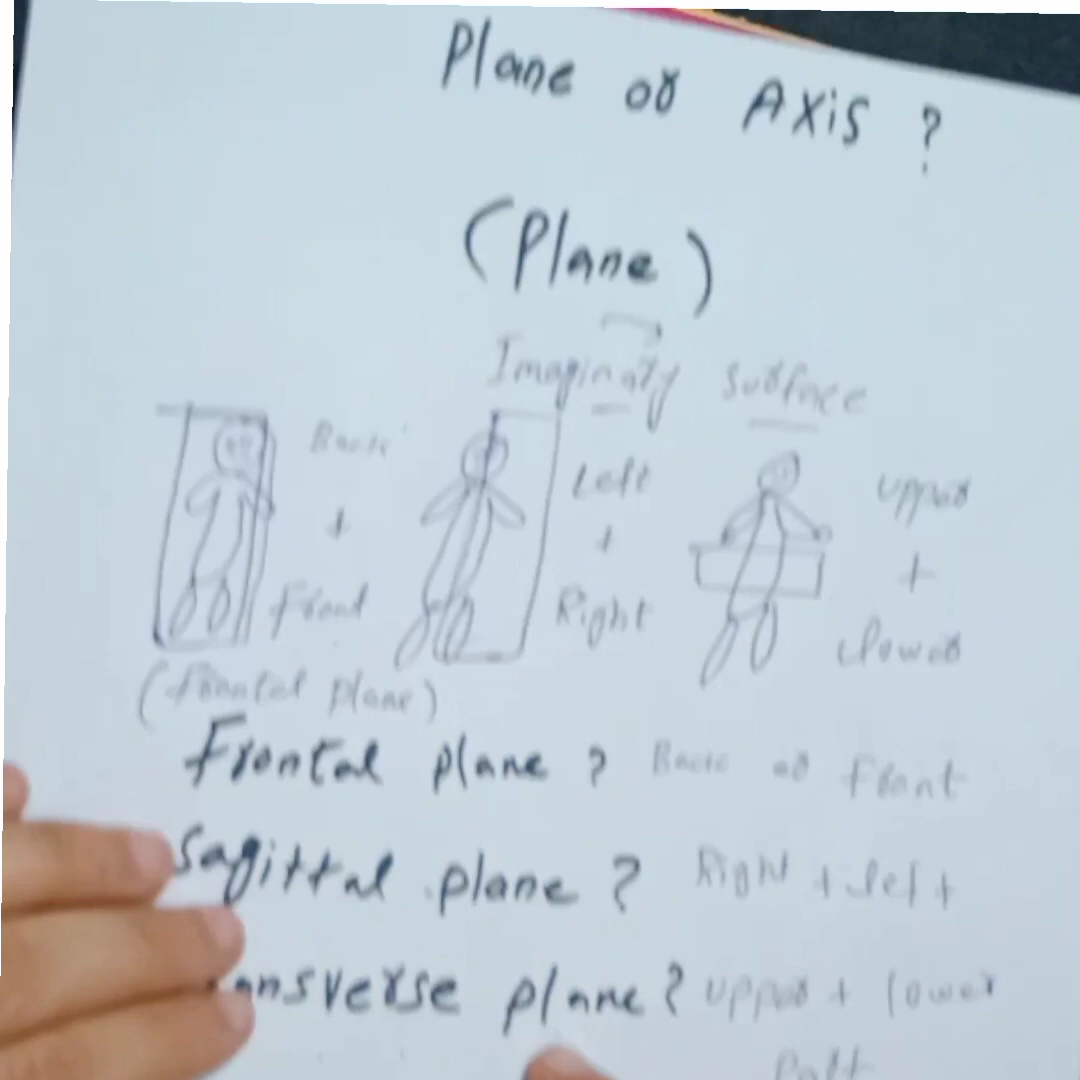 Plane or Axis ?
(Plane)
Imaginary surface
Back
+
Front
Left
+
Right
upper
+
lower
(frontal plane)
Frontal plane ? Back or Front
Sagittal plane ? Right + left +
ansverse plane ? upper + lower
Part